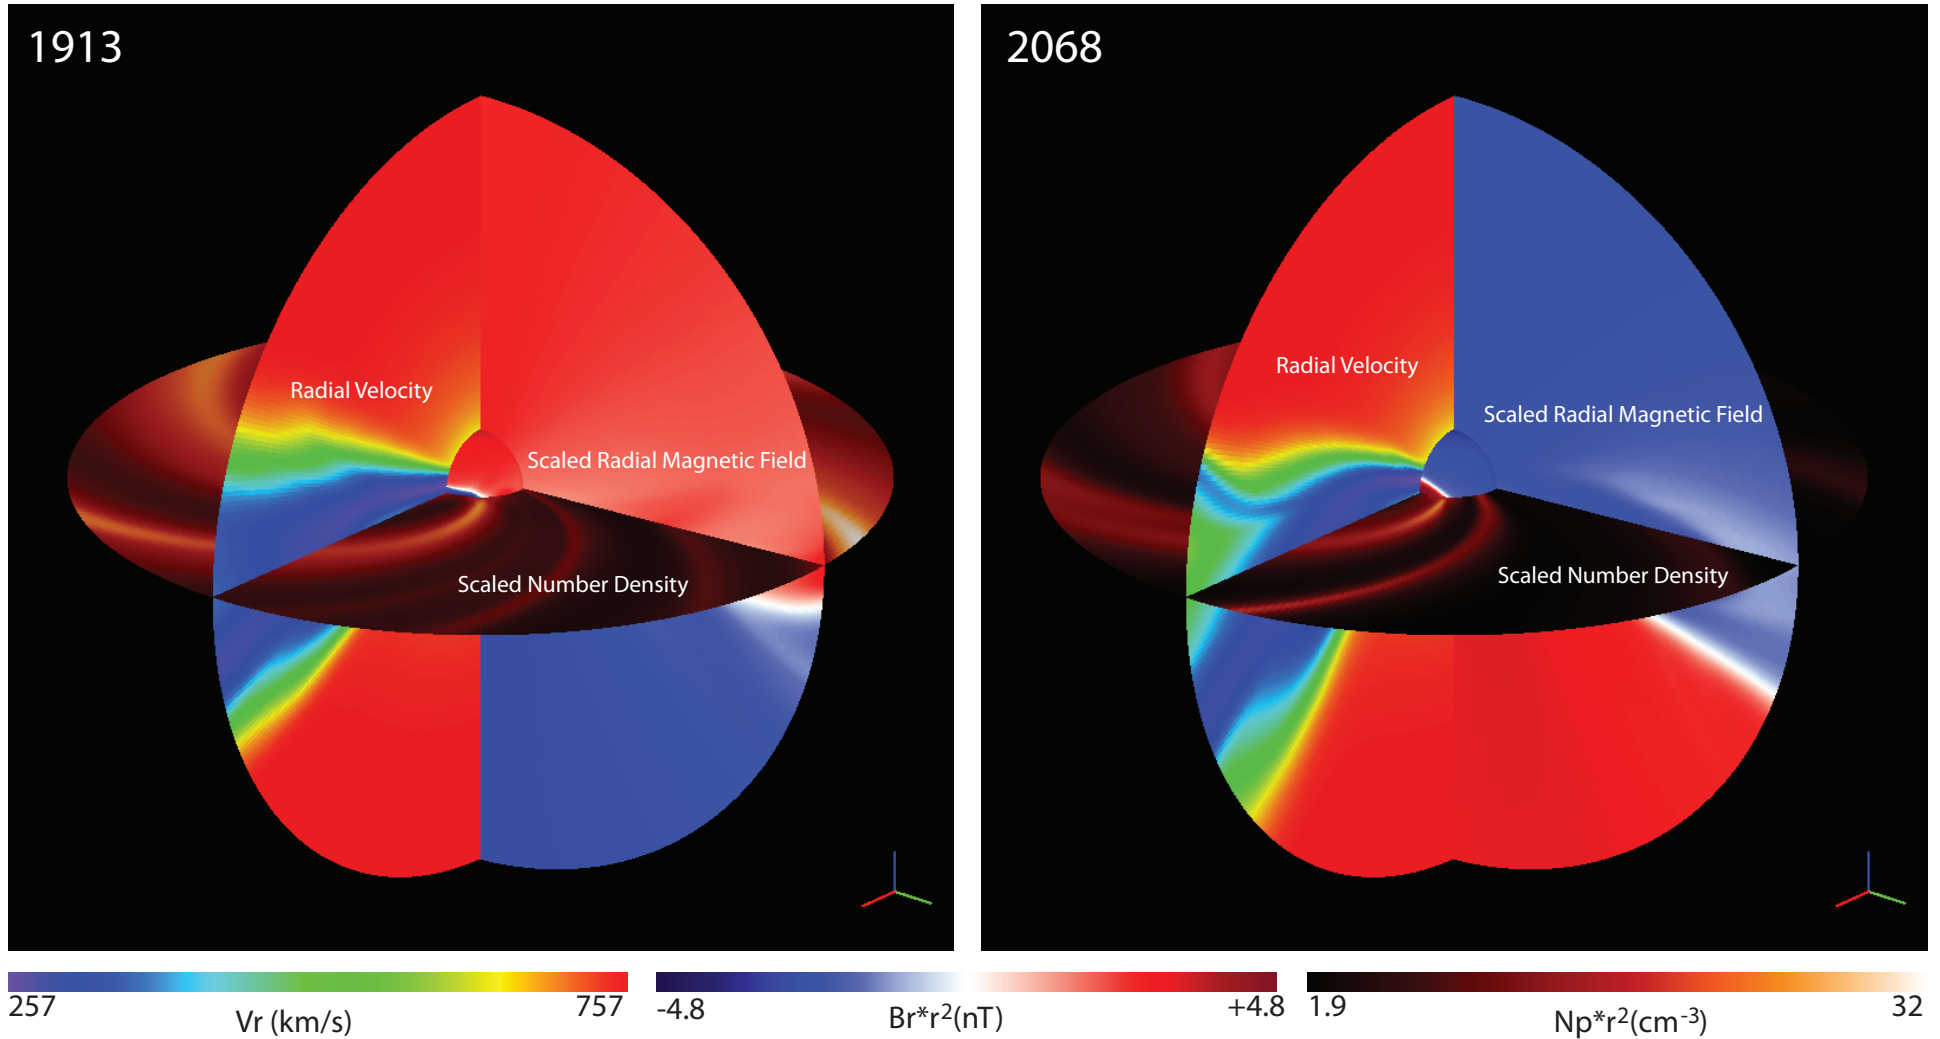 1913
2068
Radial Velocity
Scaled Radial Magnetic Field
Scaled Number Density
Radial Velocity
Scaled Radial Magnetic Field
Scaled Number Density
257
757
Vr (km/s)
-4.8
+4.8
Br*r²(nT)
1.9
32
Np*r²(cm⁻³)